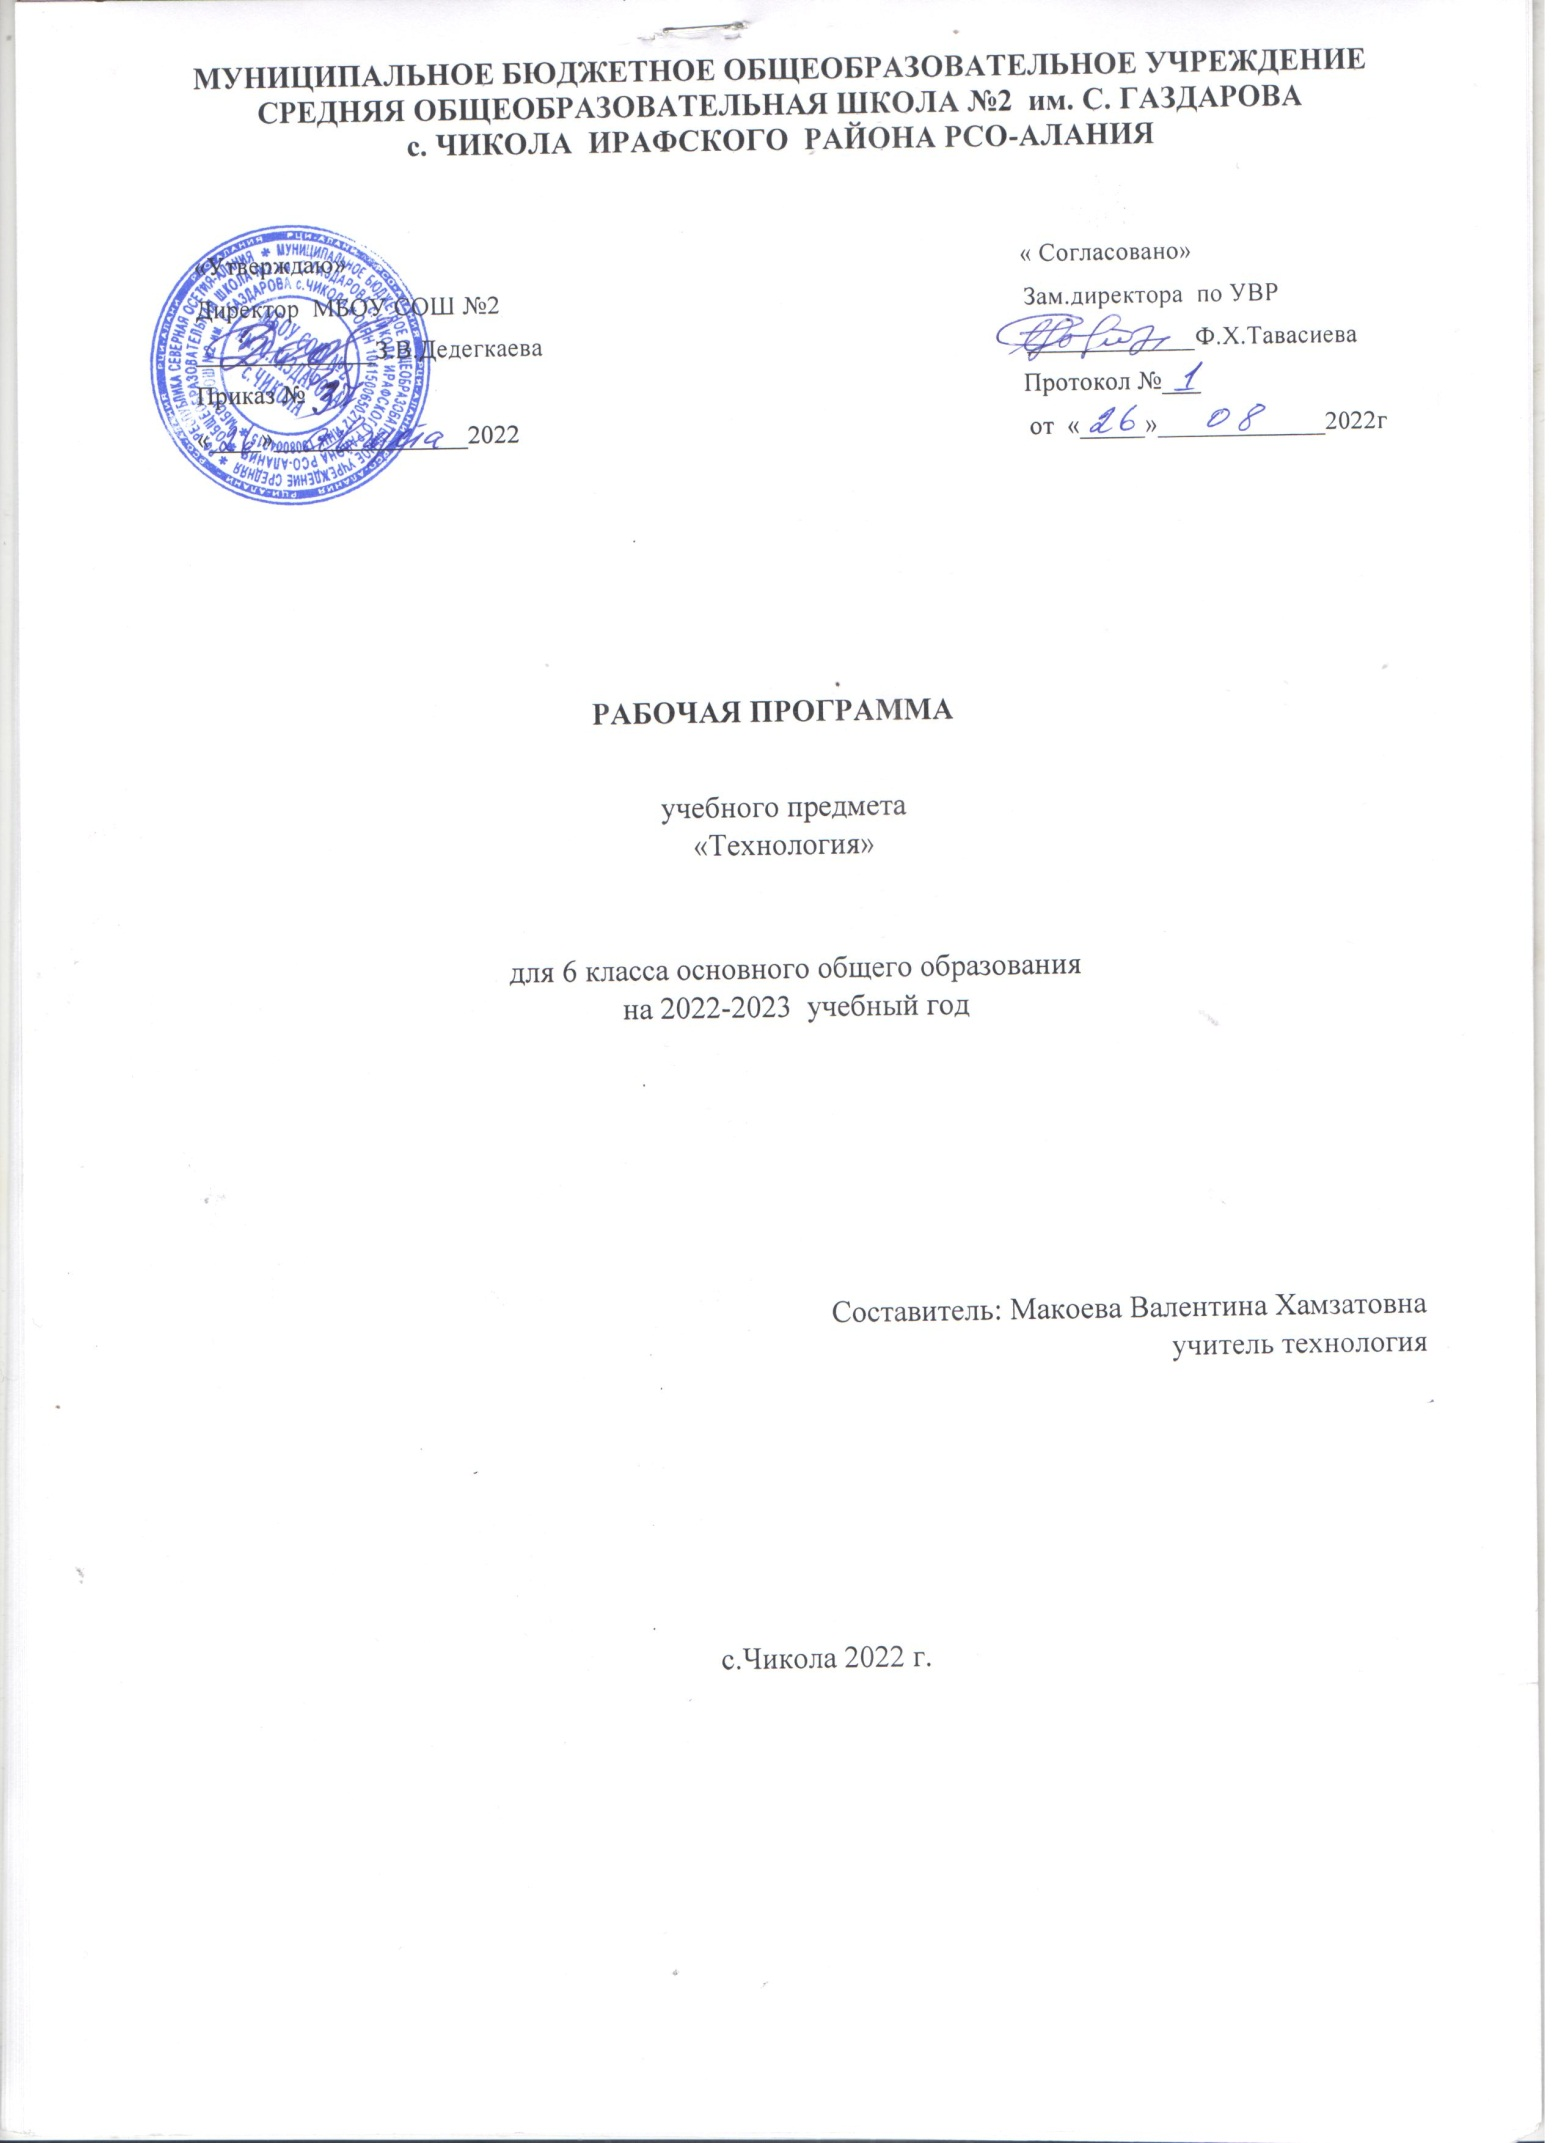 МУНИЦИПАЛЬНОЕ БЮДЖЕТНОЕ ОБЩЕОБРАЗОВАТЕЛЬНОЕ УЧРЕЖДЕНИЕ
СРЕДНЯЯ ОБЩЕОБРАЗОВАТЕЛЬНАЯ ШКОЛА №2 им. С. ГАЗДАРОВА
с. ЧИКОЛА ИРАФСКОГО РАЙОНА РСО-АЛАНИЯ
«Утверждаю»
Директор МБОУ СОШ №2
З.В.Дедегкаева
Приказ №
«26» августа 2022
« Согласовано»
Зам.директора по УВР
Ф.Х.Тавасиева
Протокол № 1
от «26» 08 2022г
РАБОЧАЯ ПРОГРАММА
учебного предмета
«Технология»
для 6 класса основного общего образования
на 2022-2023 учебный год
Составитель: Макоева Валентина Хамзатовна
учитель технология
с.Чикола 2022 г.